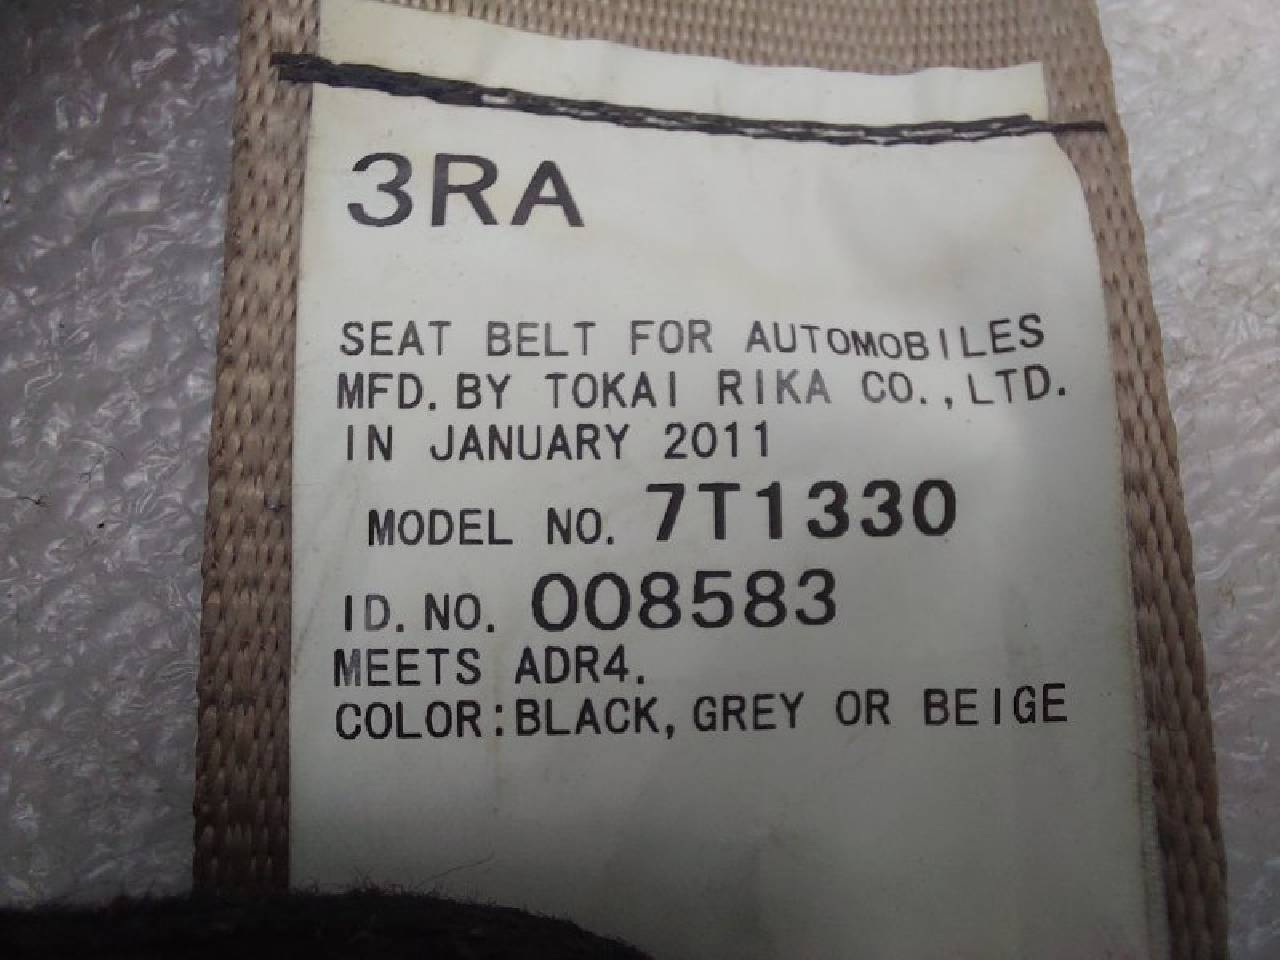 3RA
SEAT BELT FOR AUTOMOBILES
MFD. BY TOKAI RIKA CO., LTD.
IN JANUARY 2011
MODEL NO. 7T1330
ID. NO. 008583
MEETS ADR4.
COLOR:BLACK, GREY OR BEIGE